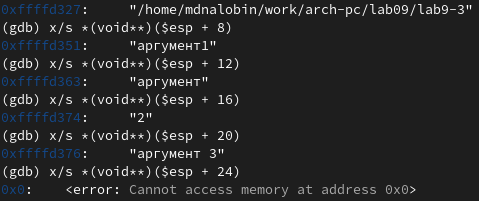 0xffffd327:	"/home/mdnalobin/work/arch-pc/lab09/lab9-3"
(gdb) x/s *(void**)($esp + 8)
0xffffd351:	"аргумент1"
(gdb) x/s *(void**)($esp + 12)
0xffffd363:	"аргумент"
(gdb) x/s *(void**)($esp + 16)
0xffffd374:	"2"
(gdb) x/s *(void**)($esp + 20)
0xffffd376:	"аргумент 3"
(gdb) x/s *(void**)($esp + 24)
0x0:	<error: Cannot access memory at address 0x0>